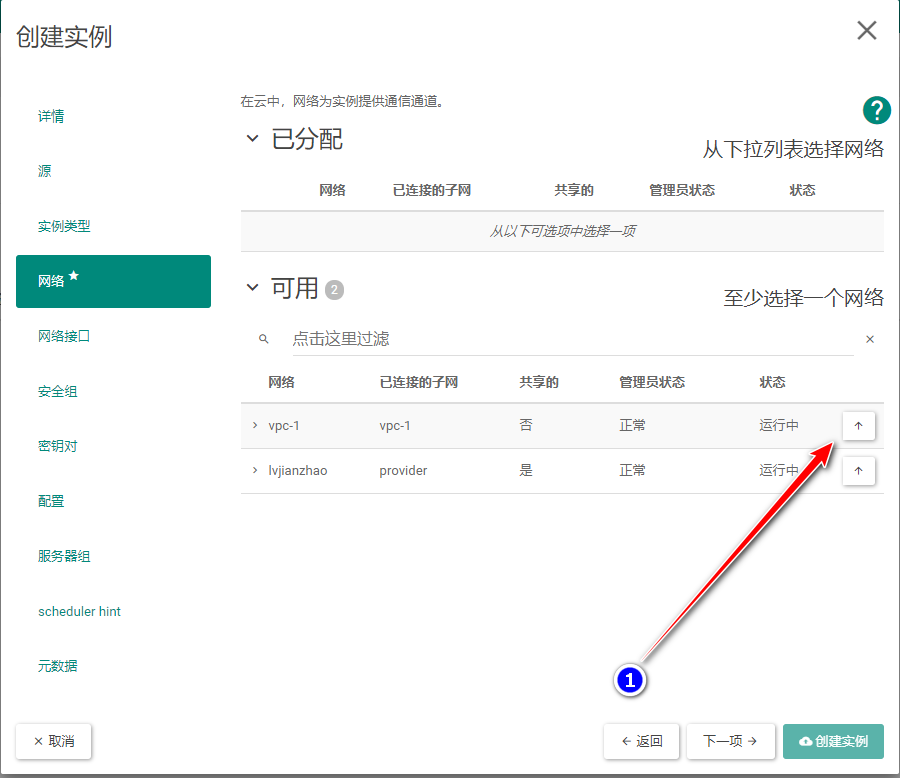 创建实例
详情
源
实例类型
网络
网络接口
安全组
密钥对
配置
服务器组
scheduler hint
元数据
在云中，网络为实例提供通信通道。
已分配
从下拉列表选择网络
网络 已连接的子网 共享的 管理员状态 状态
从以下可选项中选择一项
可用 2
至少选择一个网络
点击这里过滤
网络 已连接的子网 共享的 管理员状态 状态
vpc-1 vpc-1 否 正常 运行中
lvjianzhao provider 是 正常 运行中
1
取消
返回
下一项
创建实例